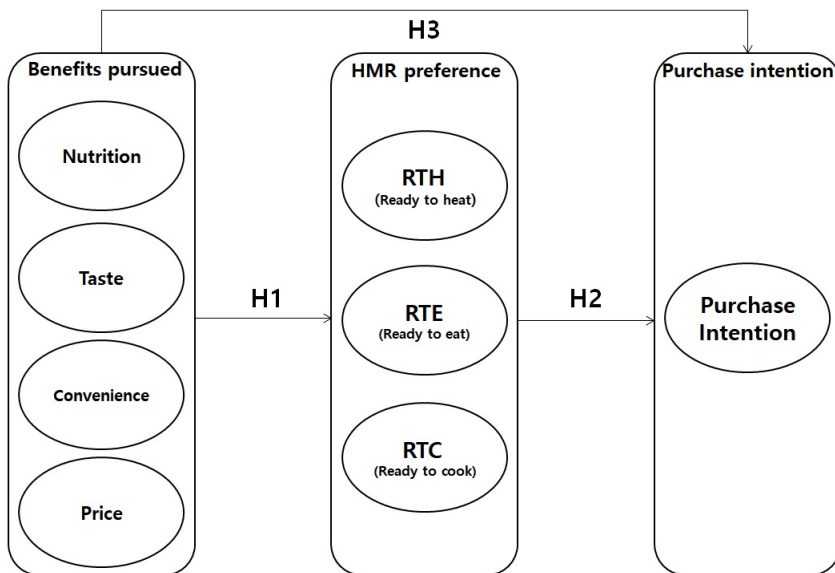 H3
Benefits pursued
Nutrition
Taste
Convenience
Price
H1
HMR preference
RTH
(Ready to heat)
RTE
(Ready to eat)
RTC
(Ready to cook)
H2
Purchase intention
Purchase
Intention